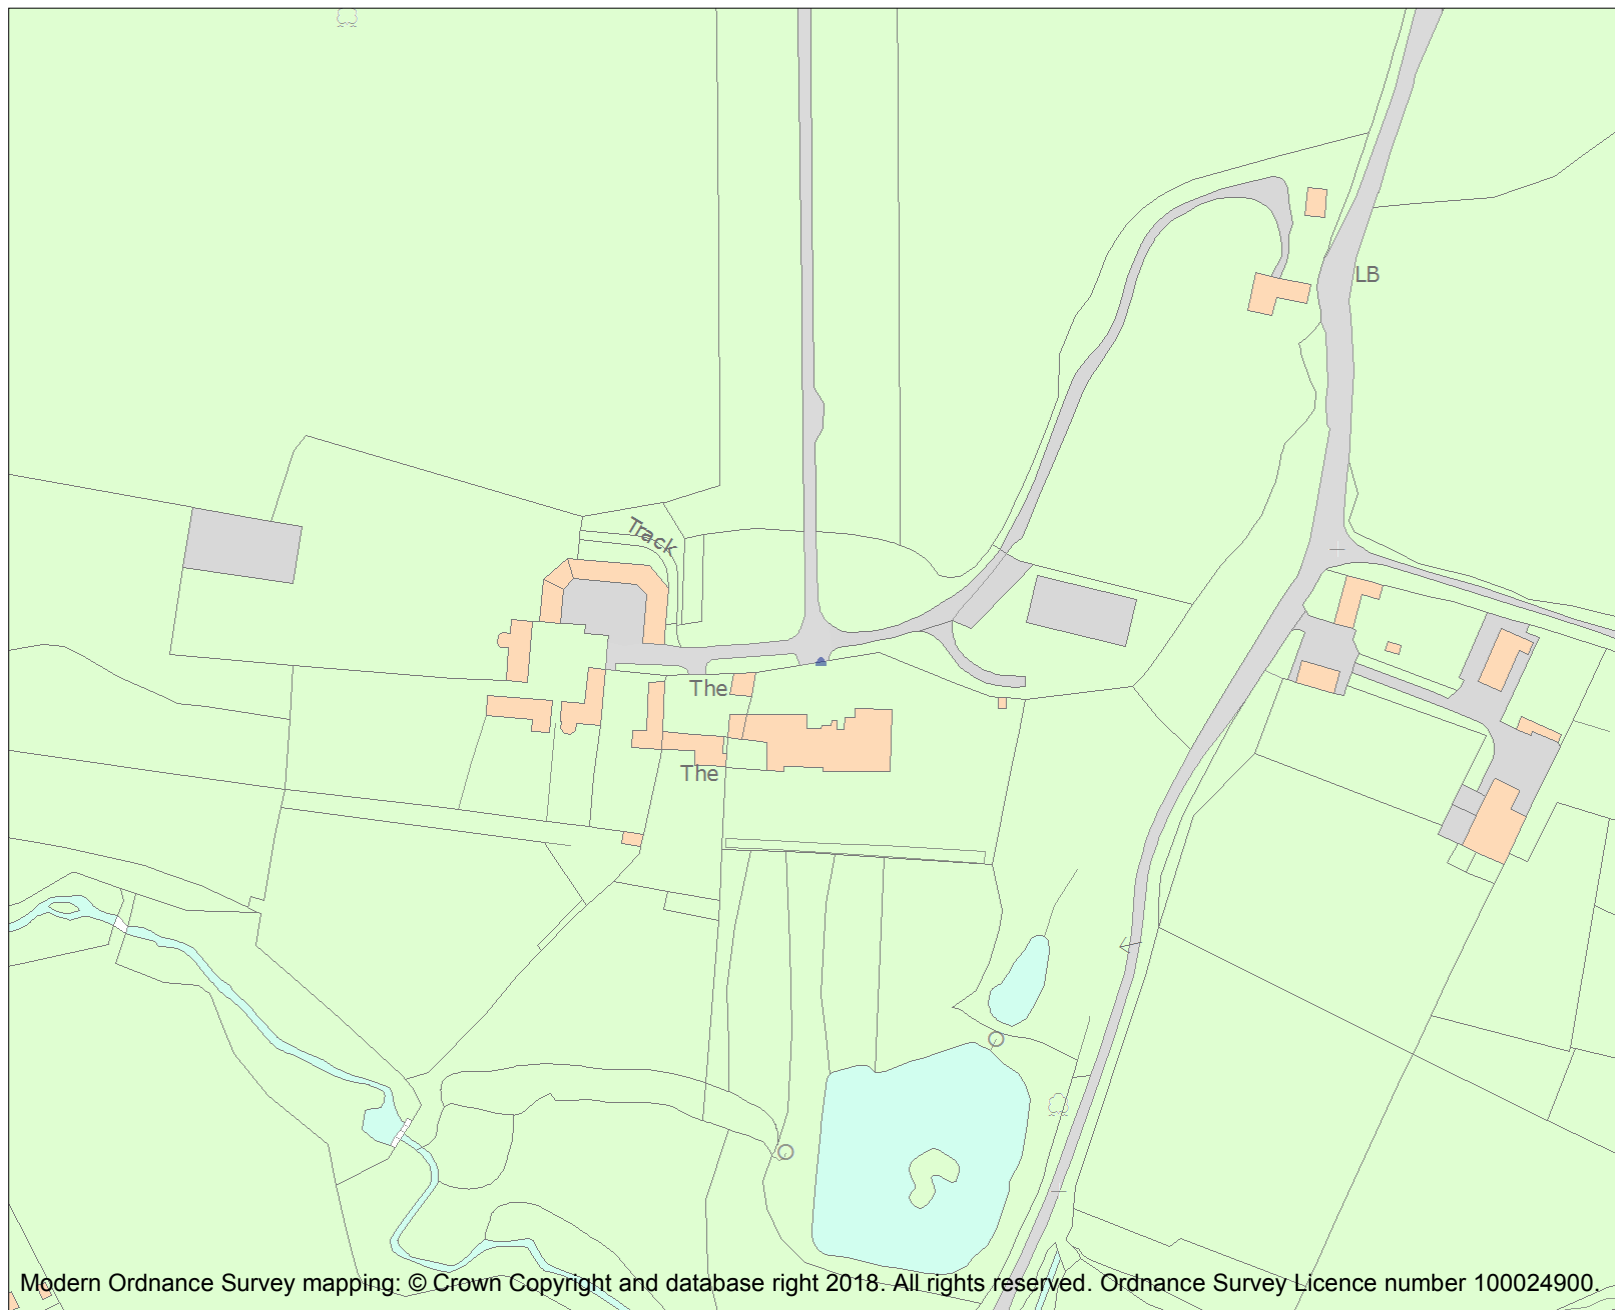 LB
Track
The
The
Modern Ordnance Survey mapping: © Crown Copyright and database right 2018. All rights reserved. Ordnance Survey Licence number 100024900.